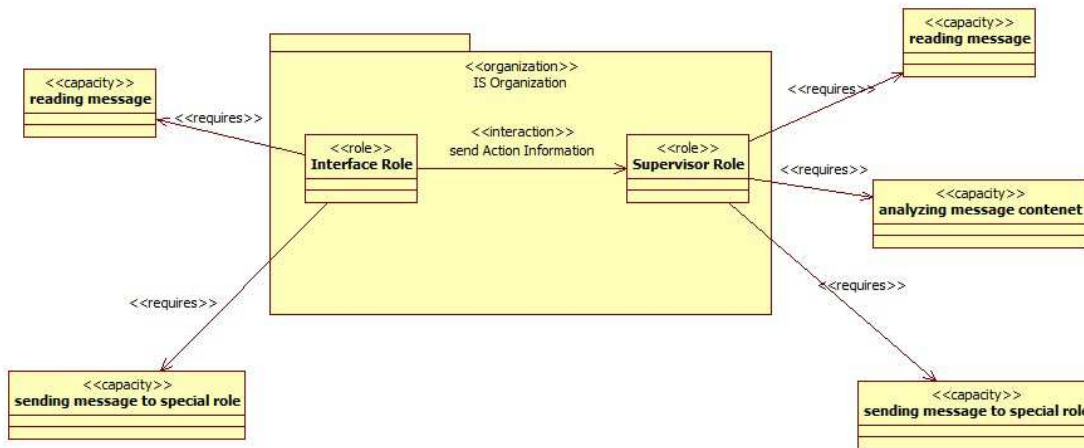 <<capacity>>
reading message
<<organization>>
IS Organization
<<capacity>>
reading message
<<requires>>
<<requires>>
<<interaction>>
send Action Information
<<role>>
Interface Role
<<role>>
Supervisor Role
<<requires>>
<<capacity>>
analyzing message contenet
<<requires>>
<<requires>>
<<capacity>>
sending message to special role
<<capacity>>
sending message to special role